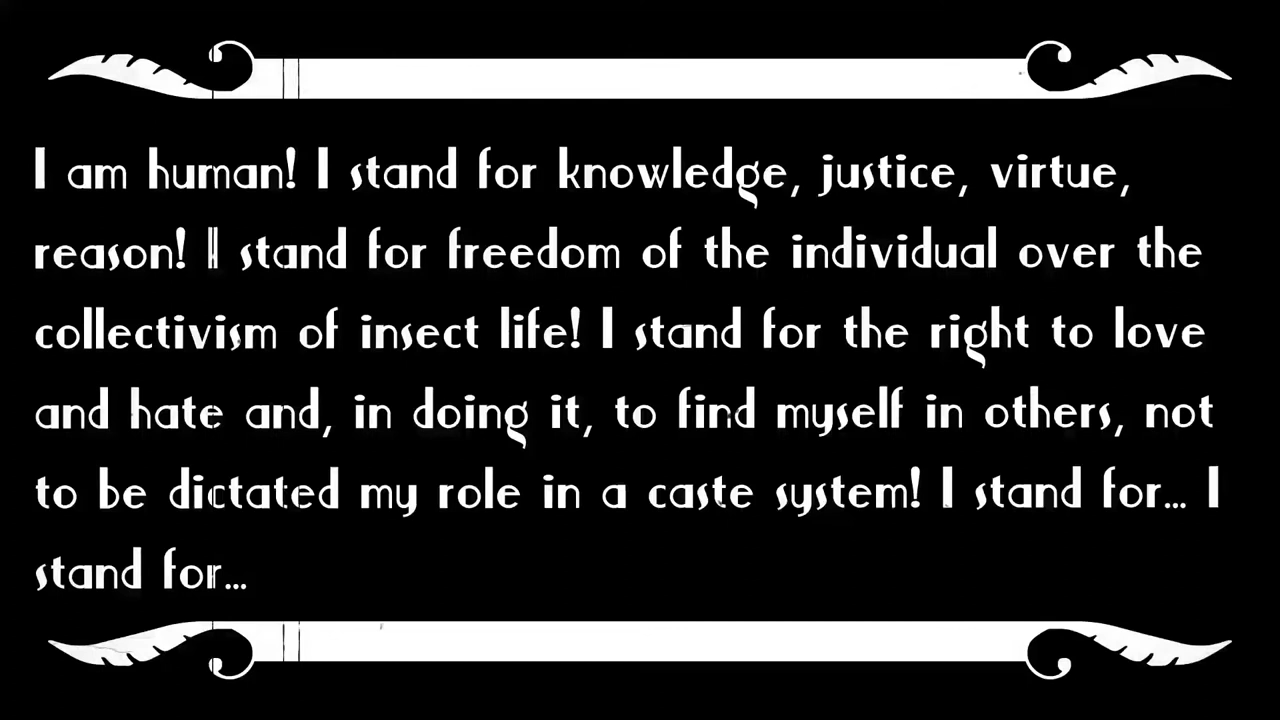 I am human! I stand for knowledge, justice, virtue,
reason! I stand for freedom of the individual over the
collectivism of insect life! I stand for the right to love
and hate and, in doing it, to find myself in others, not
to be dictated my role in a caste system! I stand for... I
stand for...